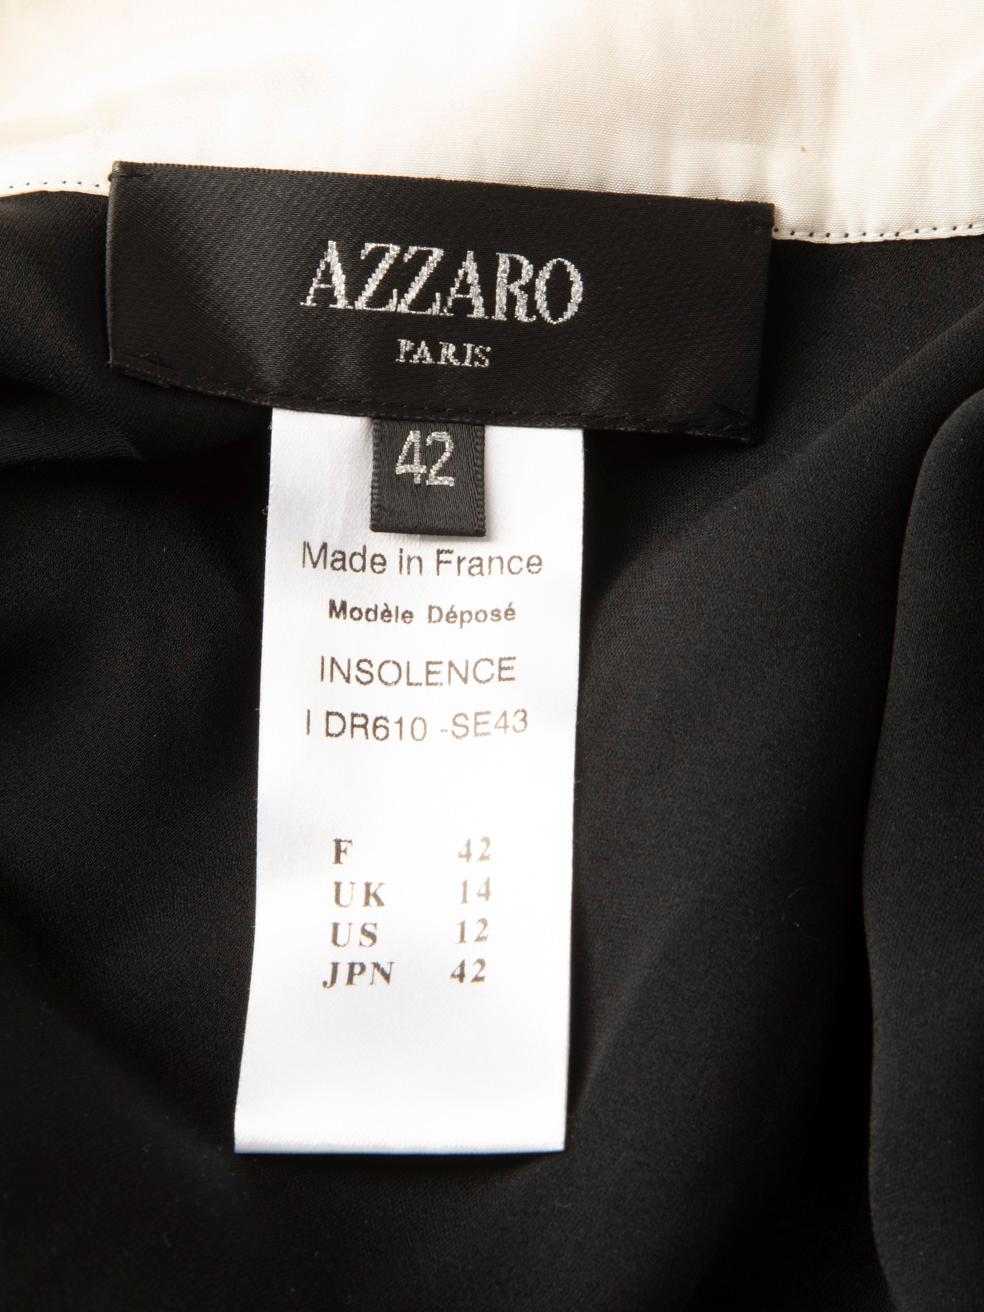 AZZARO
PARIS
42
Made in France
Modèle Déposé
INSOLENCE
I DR610 -SE43
F 42
UK 14
US 12
JPN 42